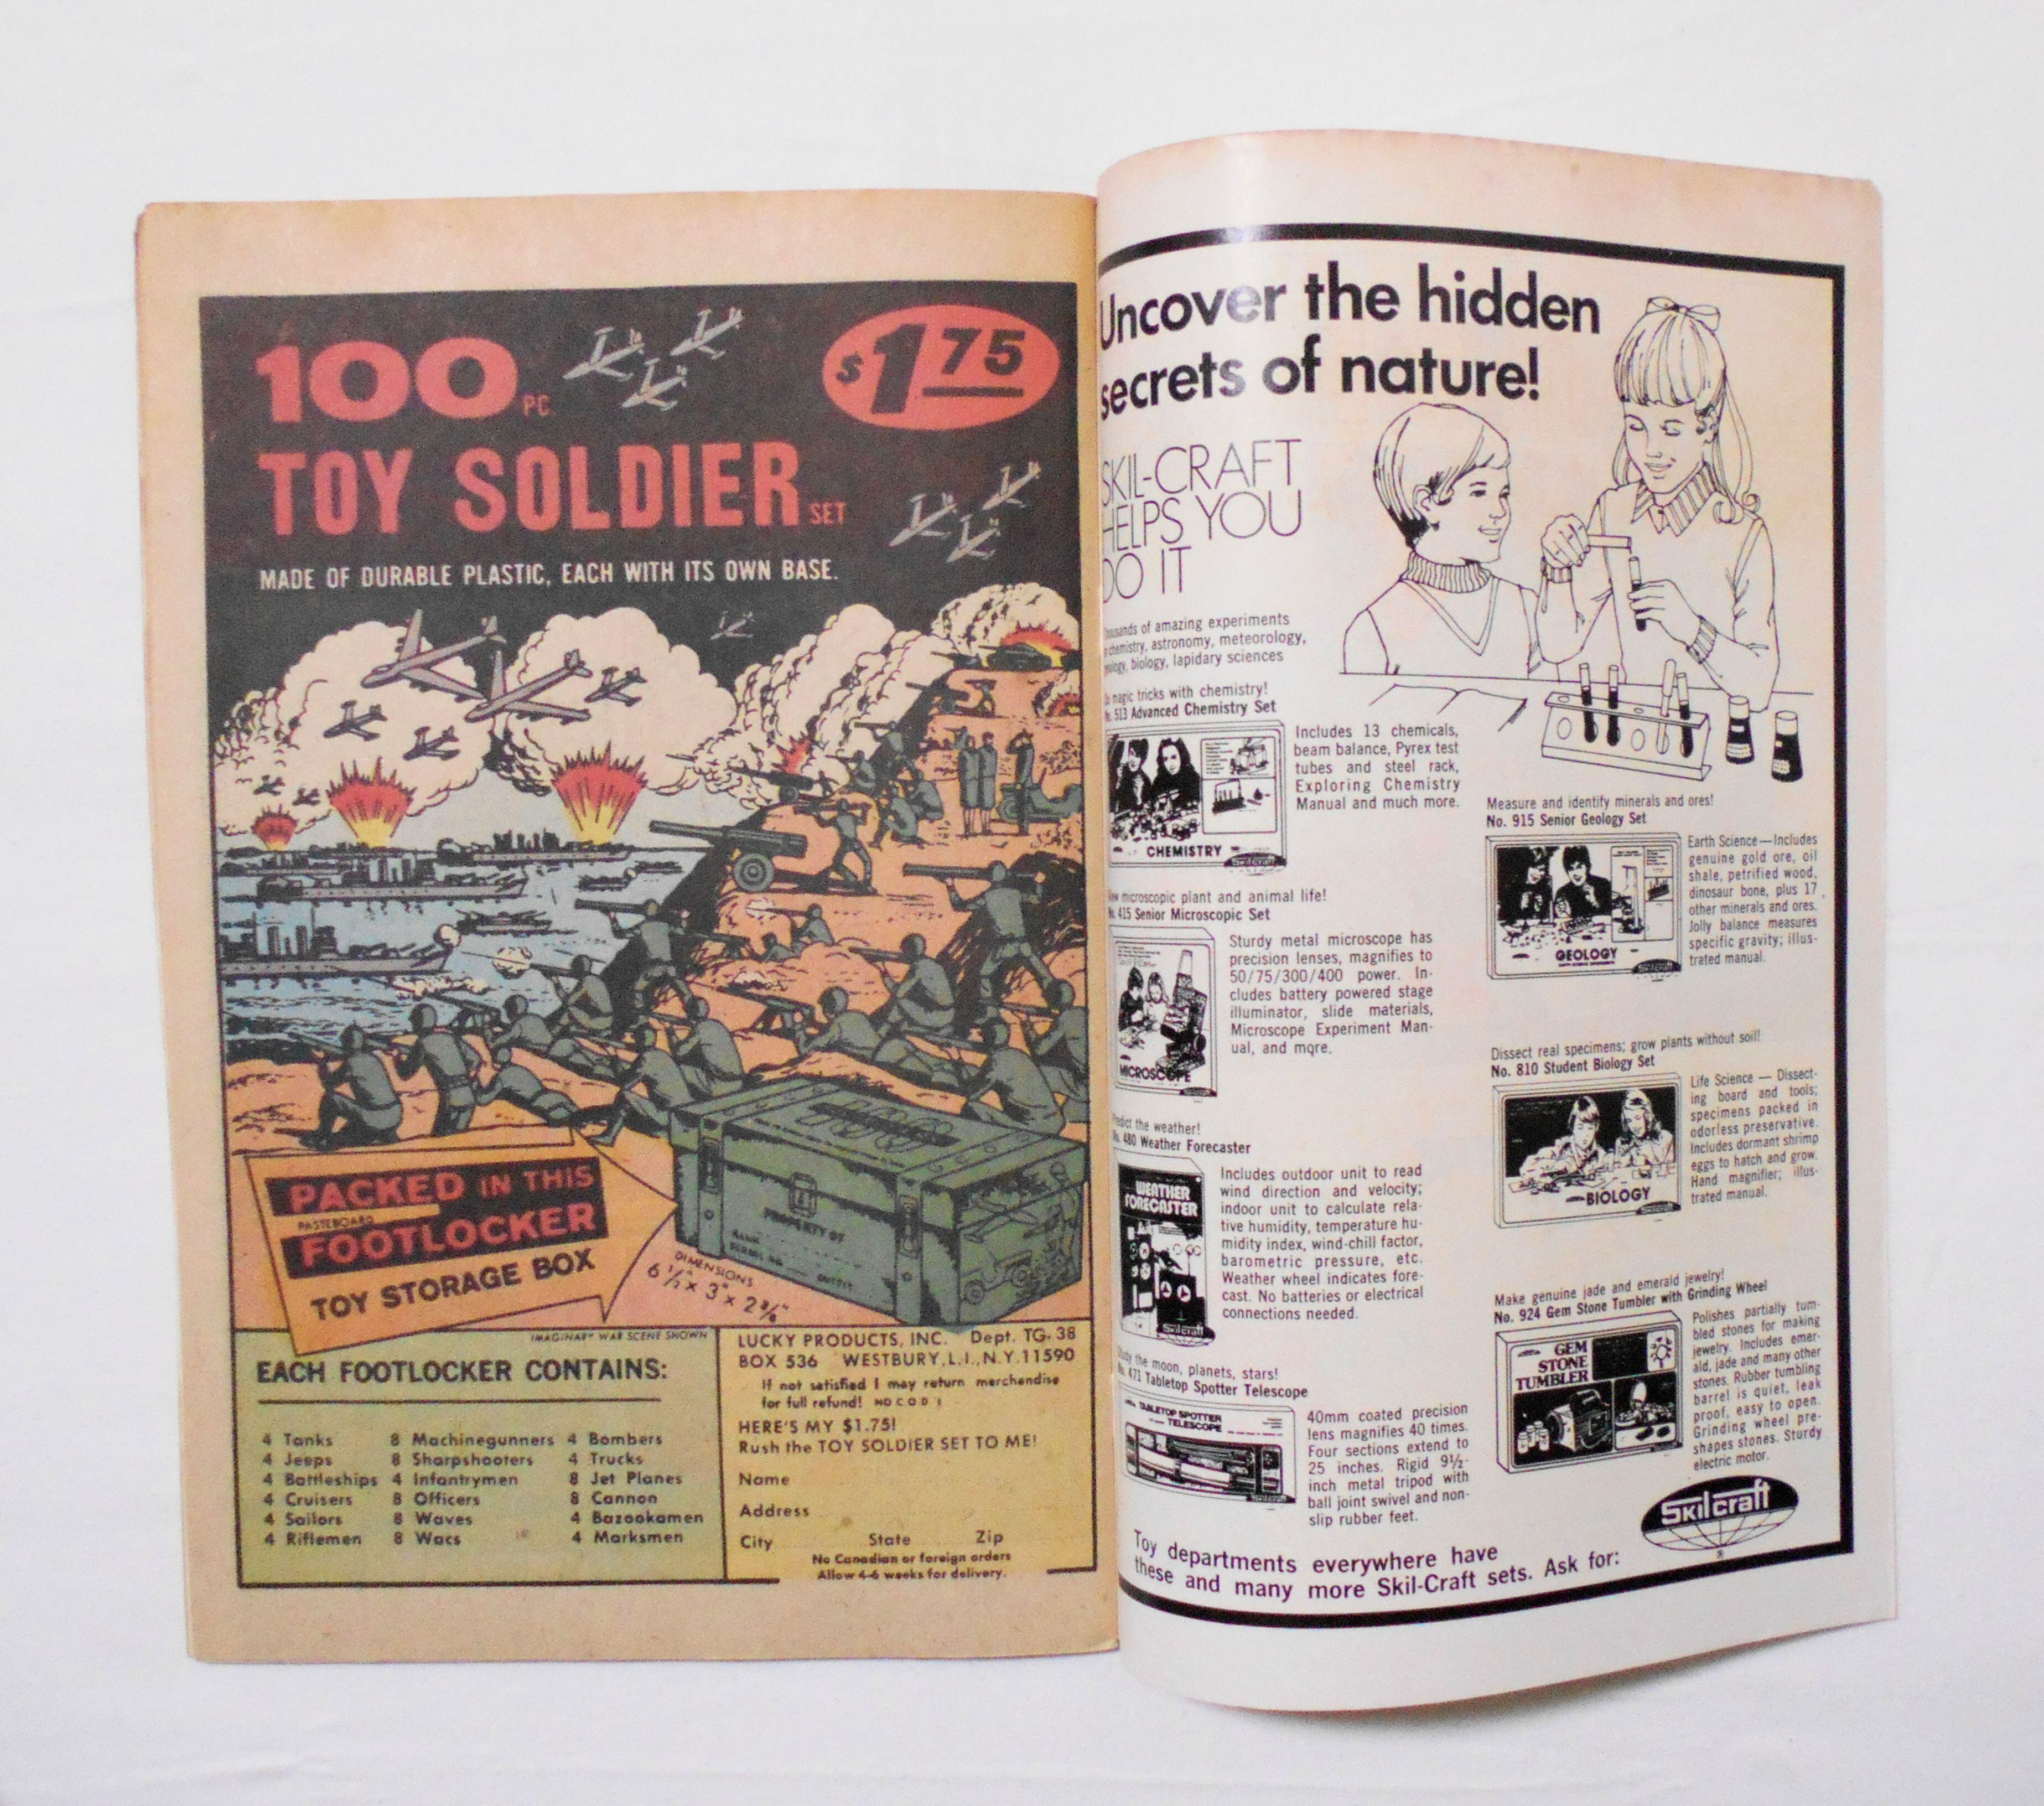 100 PC.
TOY SOLDIER SET
$1 75
MADE OF DURABLE PLASTIC, EACH WITH ITS OWN BASE.
PACKED IN THIS
PASTEBOARD
FOOTLOCKER
TOY STORAGE BOX
PROPERTY OF
RANK
SERIAL NO.
DIMENSIONS
IMAGINARY WAR SCENE SHOWN
EACH FOOTLOCKER CONTAINS:
4 Tanks
4 Jeeps
4 Battleships
4 Cruisers
4 Sailors
4 Riflemen
8 Machinegunners
8 Sharpshooters
4 Infantrymen
8 Officers
8 Waves
8 Wacs
4 Bombers
4 Trucks
8 Jet Planes
8 Cannon
4 Bazookamen
4 Marksmen
LUCKY PRODUCTS, INC. Dept. TG-38
BOX 536 WESTBURY, L.I., N.Y. 11590
If not satisfied I may return merchandise
for full refund! NO C O D
HERE'S MY $1.75!
Rush the TOY SOLDIER SET TO ME!
Name
Address
City State Zip
No Canadian or foreign orders
Allow 4-6 weeks for delivery.
Uncover the hidden
secrets of nature!
SKIL-CRAFT
HELPS YOU
DO IT
of amazing experiments
chemistry, astronomy, meteorology,
biology, lapidary sciences
magic tricks with chemistry!
513 Advanced Chemistry Set
CHEMISTRY
Skilcraft
Includes 13 chemicals,
beam balance, Pyrex test
tubes and steel rack,
Exploring Chemistry
Manual and much more.
microscopic plant and animal life!
415 Senior Microscopic Set
MICROSCOPE
Sturdy metal microscope has
precision lenses, magnifies to
50/75/300/400 power. In-
cludes battery powered stage
illuminator, slide materials,
Microscope Experiment Man-
ual, and more.
the weather!
480 Weather Forecaster
WEATHER
FORECASTER
Skilcraft
Includes outdoor unit to read
wind direction and velocity;
indoor unit to calculate rela-
tive humidity, temperature hu-
midity index, wind-chill factor,
barometric pressure, etc.
Weather wheel indicates fore-
cast. No batteries or electrical
connections needed.
the moon, planets, stars!
471 Tabletop Spotter Telescope
TABLETOP SPOTTER
TELESCOPE
40mm coated precision
lens magnifies 40 times.
Four sections extend to
25 inches. Rigid 9½-
inch metal tripod with
ball joint swivel and non-
slip rubber feet.
Measure and identify minerals and ores!
No. 915 Senior Geology Set
GEOLOGY
Earth Science—Includes
genuine gold ore, oil
shale, petrified wood,
dinosaur bone, plus 17
other minerals and ores.
Jolly balance measures
specific gravity; illus-
trated manual.
Dissect real specimens; grow plants without soil!
No. 810 Student Biology Set
BIOLOGY
Life Science — Dissect-
ing board and tools;
specimens packed in
odorless preservative.
Includes dormant shrimp
eggs to hatch and grow.
Hand magnifier; illus-
trated manual.
Make genuine jade and emerald jewelry!
No. 924 Gem Stone Tumbler with Grinding Wheel
GEM
STONE
TUMBLER
Polishes partially tum-
bled stones for making
jewelry. Includes emer-
ald, jade and many other
stones. Rubber tumbling
barrel is quiet, leak
proof, easy to open.
Grinding wheel pre-
shapes stones. Sturdy
electric motor.
Skilcraft
®
Toy departments everywhere have
these and many more Skil-Craft sets. Ask for: